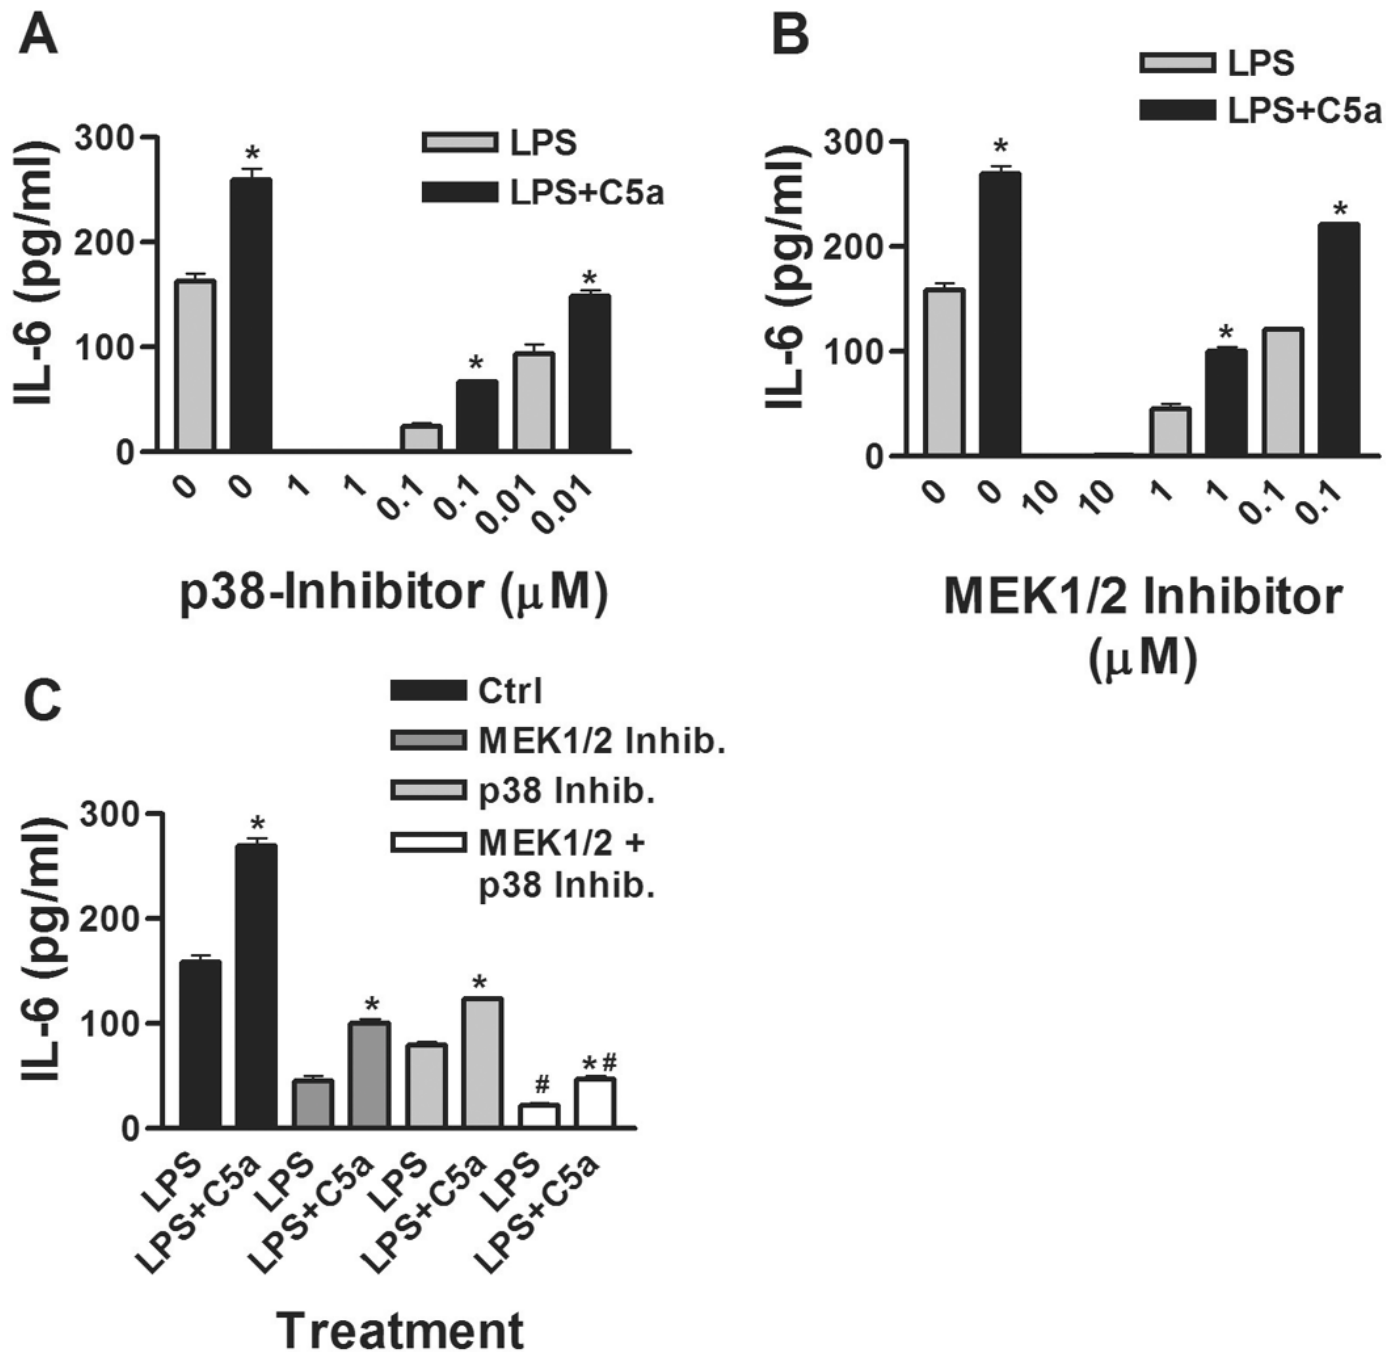 A
IL-6 (pg/ml)
300
200
100
0
*
*
*
LPS
LPS+C5a
0 0 1 1 0.1 0.1 0.01 0.01
p38-Inhibitor (μM)
B
IL-6 (pg/ml)
300
200
100
0
*
*
*
LPS
LPS+C5a
0 0 10 10 1 1 0.1 0.1
MEK1/2 Inhibitor
(μM)
C
Ctrl
MEK1/2 Inhib.
p38 Inhib.
MEK1/2 +
p38 Inhib.
IL-6 (pg/ml)
300
200
100
0
*
*
*
#
*#
LPS LPS+C5a LPS LPS+C5a LPS LPS+C5a LPS LPS+C5a
Treatment